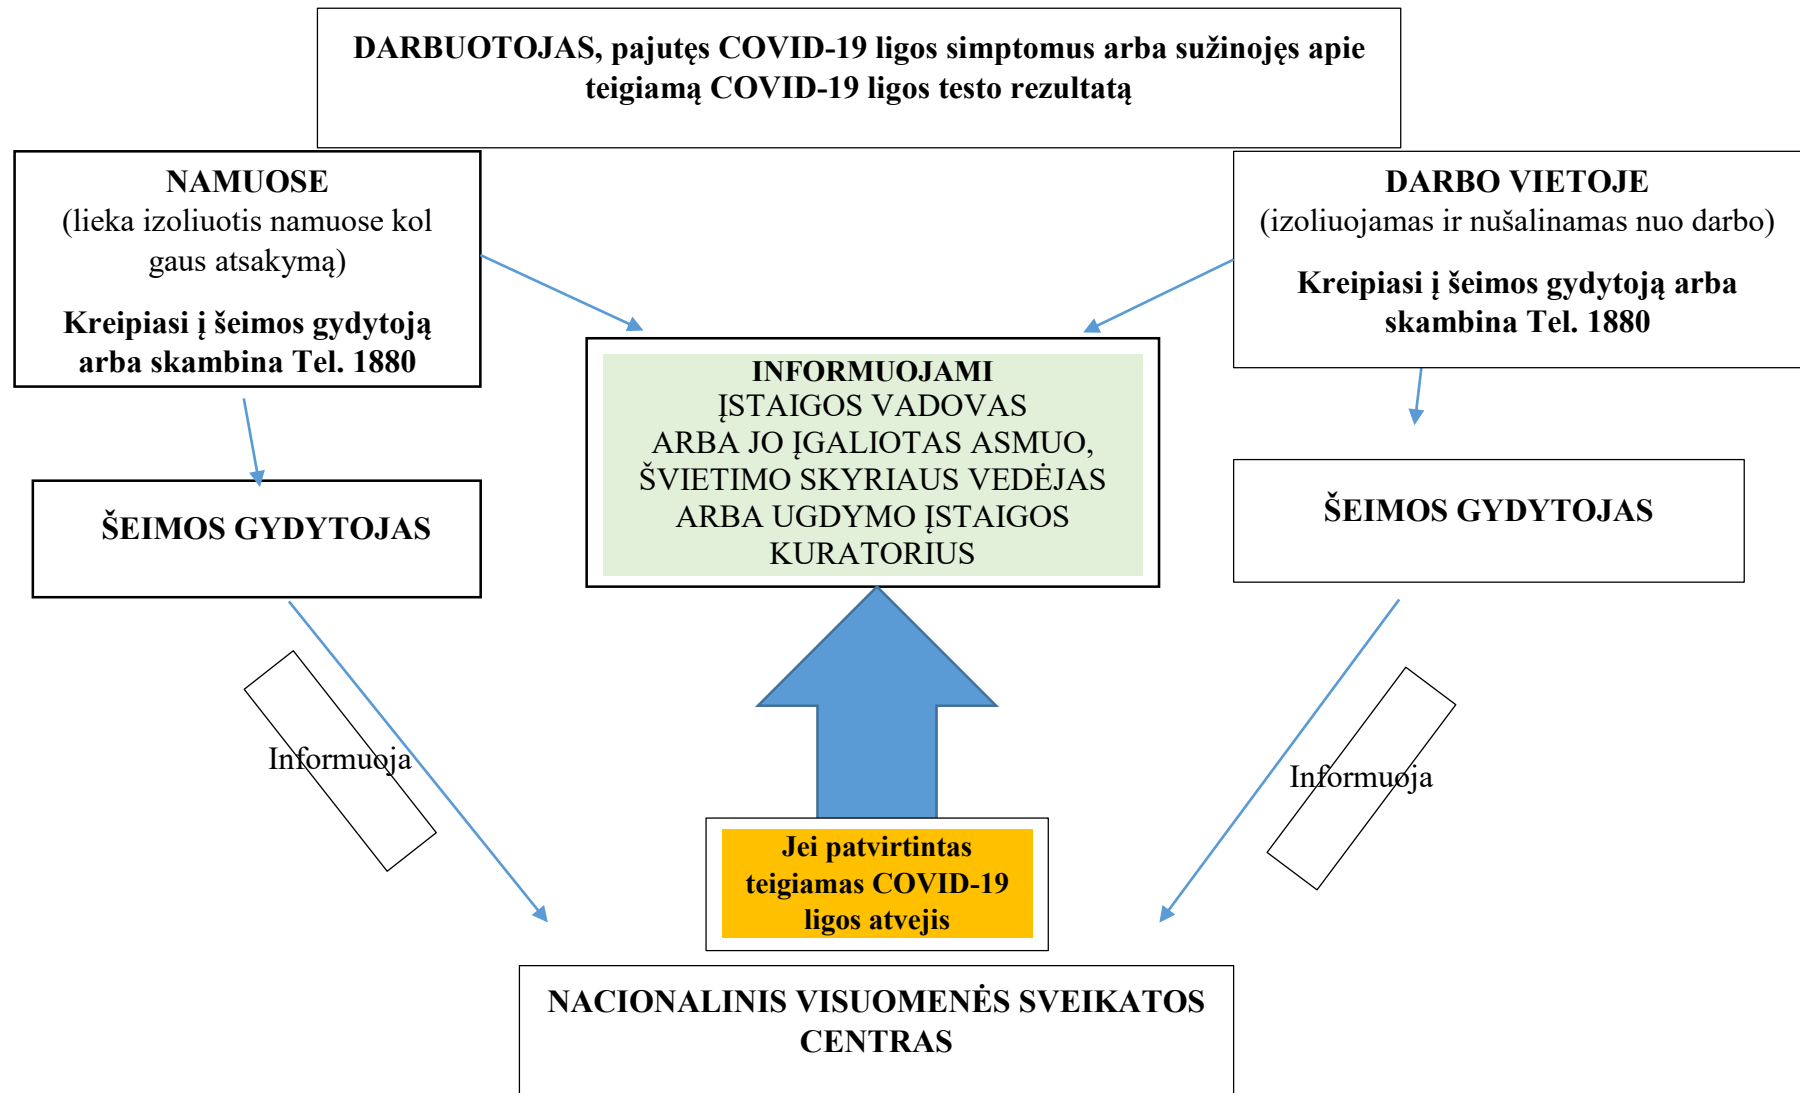 DARBUOTOJAS, pajutęs COVID-19 ligos simptomus arba sužinojęs apie
teigiamą COVID-19 ligos testo rezultatą
NAMUOSE
(lieka izoliuotis namuose kol
gaus atsakymą)
Kreipiasi į šeimos gydytoją
arba skambina Tel. 1880
DARBO VIETOJE
(izoliuojamas ir nušalinamas nuo darbo)
Kreipiasi į šeimos gydytoją arba
skambina Tel. 1880
INFORMUOJAMI
ĮSTAIGOS VADOVAS
ARBA JO ĮGALIOTAS ASMUO,
ŠVIETIMO SKYRIAUS VEDĖJAS
ARBA UGDYMO ĮSTAIGOS
KURATORIUS
ŠEIMOS GYDYTOJAS
ŠEIMOS GYDYTOJAS
Informuoja
Informuoja
Jei patvirtintas
teigiamas COVID-19
ligos atvejis
NACIONALINIS VISUOMENĖS SVEIKATOS
CENTRAS